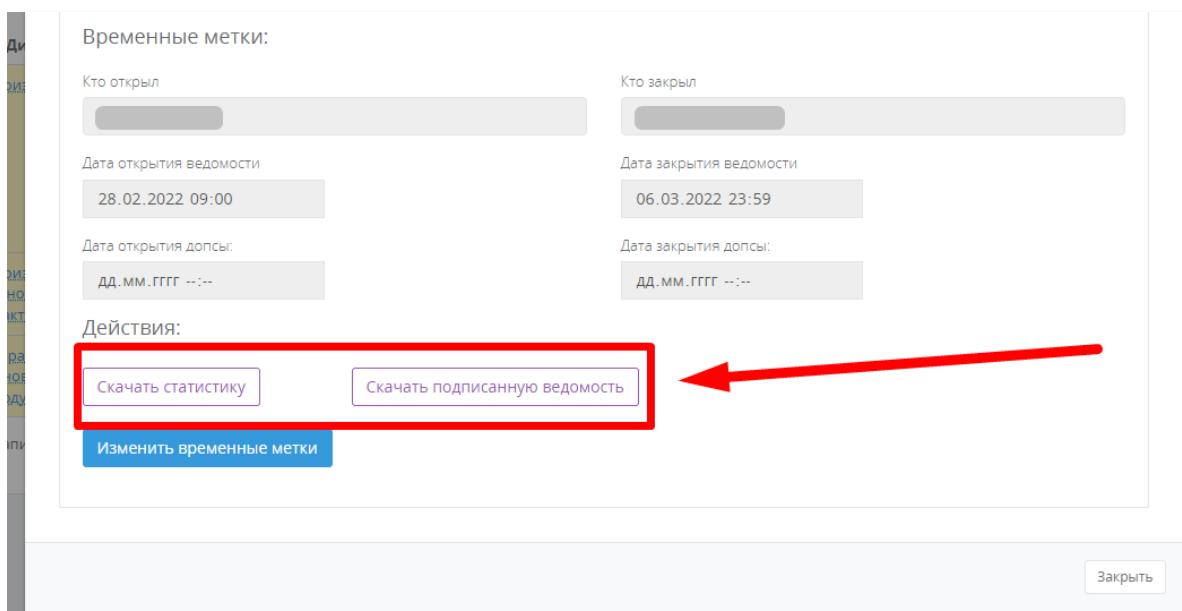 Временные метки:
Кто открыл
Кто закрыл
Дата открытия ведомости
Дата закрытия ведомости
28.02.2022 09:00
06.03.2022 23:59
Дата открытия допсы:
Дата закрытия допсы:
дд.мм.гггг --:--
дд.мм.гггг --:--
Действия:
Скачать статистику
Скачать подписанную ведомость
Изменить временные метки
Закрыть